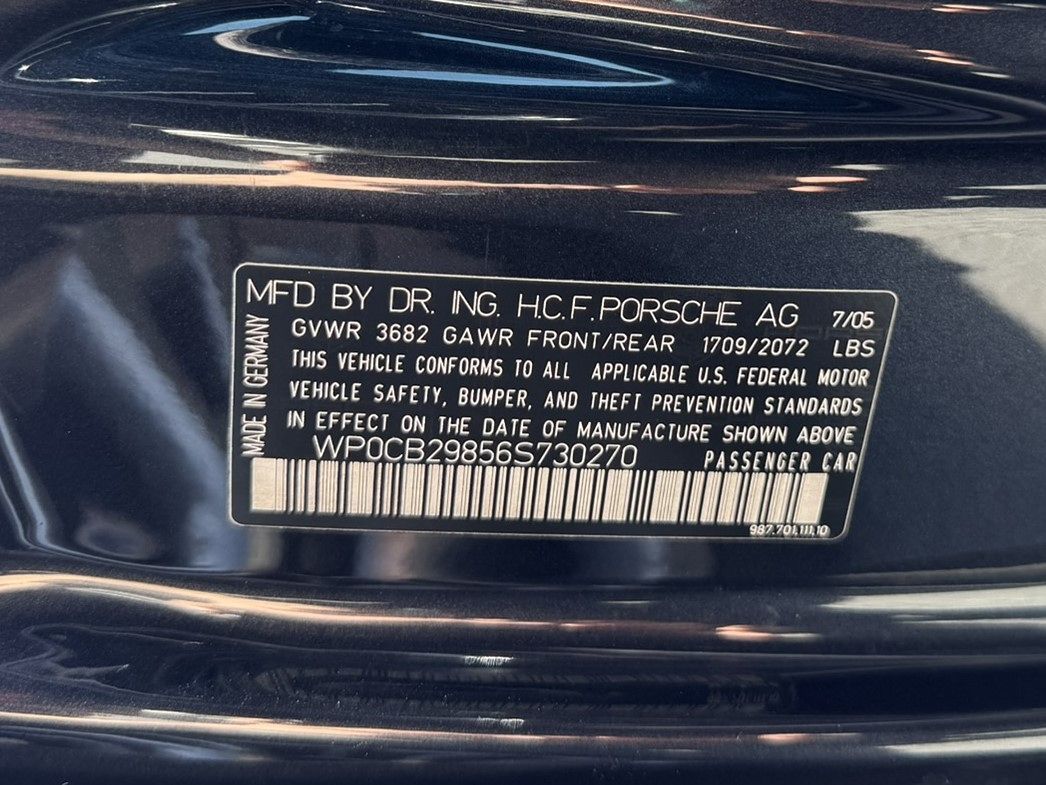 MFD BY DR. ING. H.C.F.PORSCHE AG 7/05
GVWR 3682 GAWR FRONT/REAR 1709/2072 LBS
THIS VEHICLE CONFORMS TO ALL APPLICABLE U.S. FEDERAL MOTOR
VEHICLE SAFETY, BUMPER, AND THEFT PREVENTION STANDARDS
IN EFFECT ON THE DATE OF MANUFACTURE SHOWN ABOVE
WP0CB29856S730270 PASSENGER CAR
MADE IN GERMANY
987.701.111.10